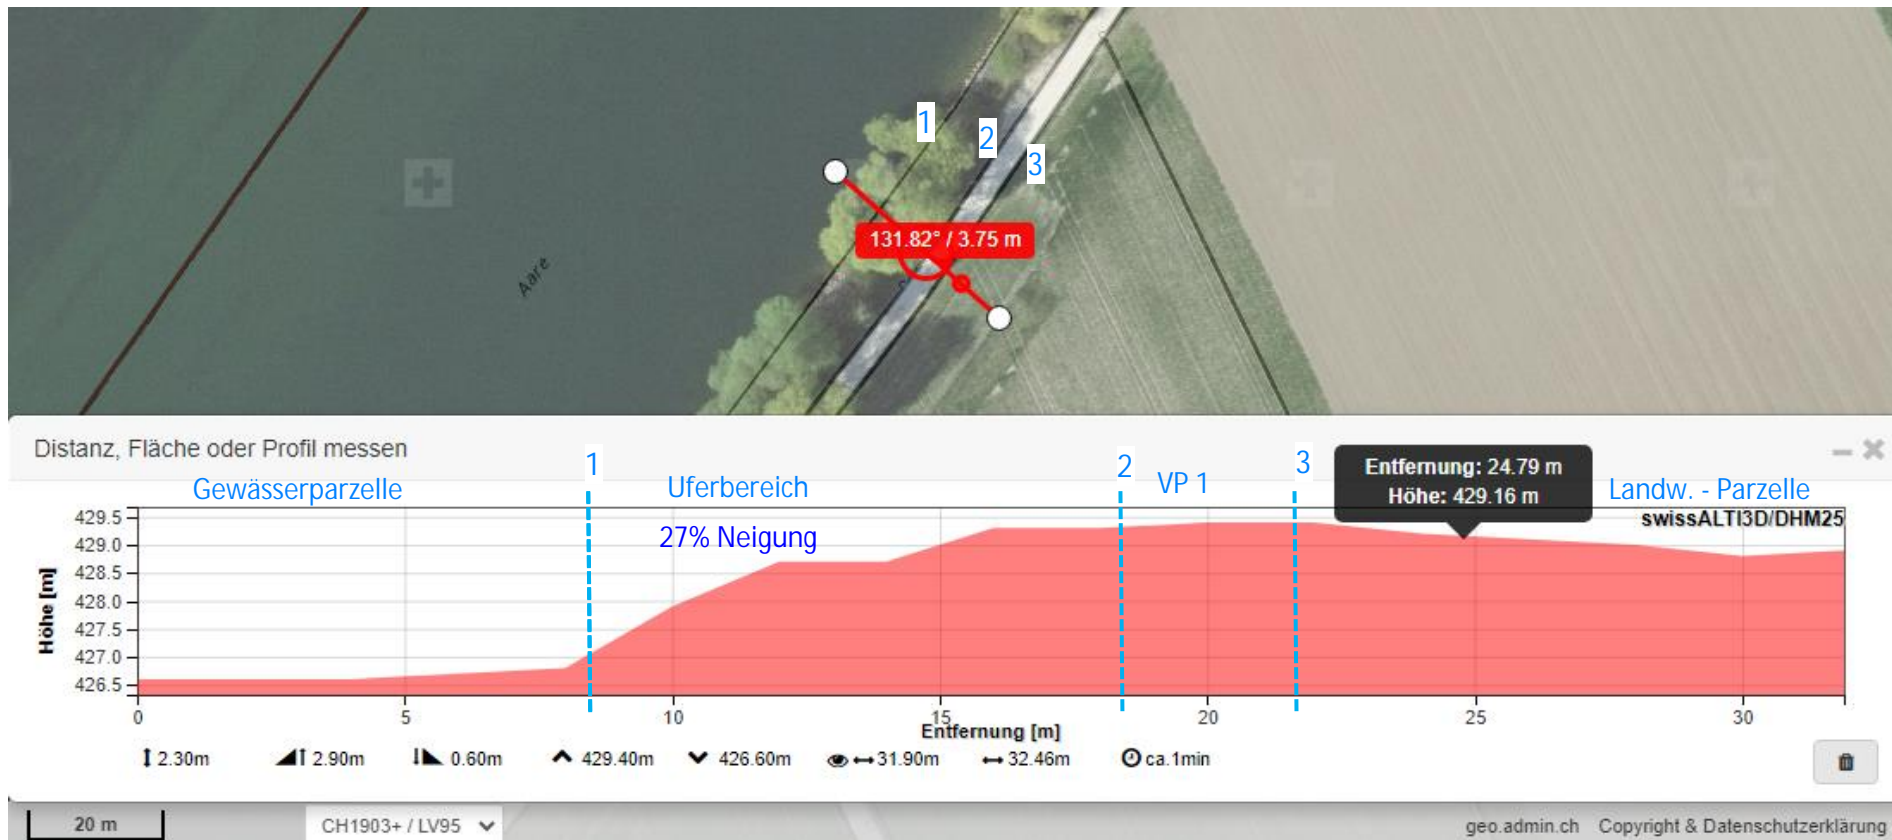 1
2
3
131.82° / 3.75 m
Aare
Distanz, Fläche oder Profil messen
1
2
VP 1
3
Entfernung: 24.79 m
Höhe: 429.16 m
Gewässerparzelle
Uferbereich
Landw. - Parzelle
27% Neigung
swissALTI3D/DHM25
Höhe [m]
429.5
429.0
428.5
428.0
427.5
427.0
426.5
0 5 10 15 20 25 30
Entfernung [m]
2.30m 2.90m 0.60m 429.40m 426.60m 31.90m 32.46m ca.1min
20 m
CH1903+ / LV95
geo.admin.ch Copyright & Datenschutzerklärung